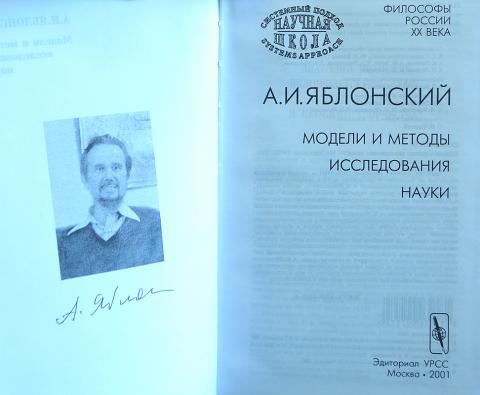 А. Ябло
СИСТЕМНЫЙ ПОДХОД
НАУЧНАЯ
ШКОЛА
SYSTEMS APPROACH
ФИЛОСОФЫ
РОССИИ
XX ВЕКА
А.И.ЯБЛОНСКИЙ
МОДЕЛИ И МЕТОДЫ
ИССЛЕДОВАНИЯ
НАУКИ
Эдиториал УРСС
Москва • 2001